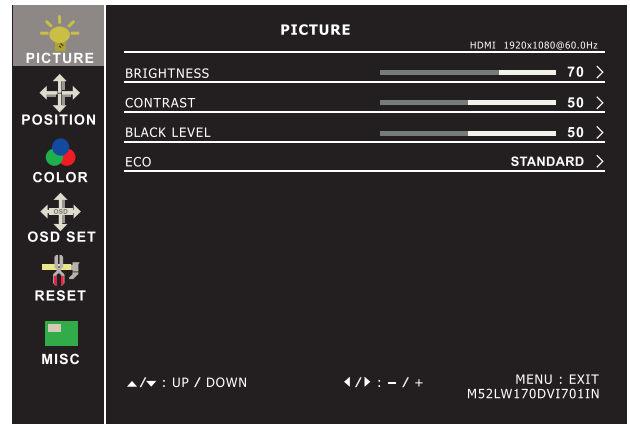 PICTURE
HDMI 1920x1080@60.0Hz
PICTURE
BRIGHTNESS 70
CONTRAST 50
POSITION
BLACK LEVEL 50
ECO STANDARD
COLOR
OSD
OSD SET
RESET
MISC
▲/▼ : UP / DOWN ◀/▶ : – / + MENU : EXIT
M52LW170DVI701IN